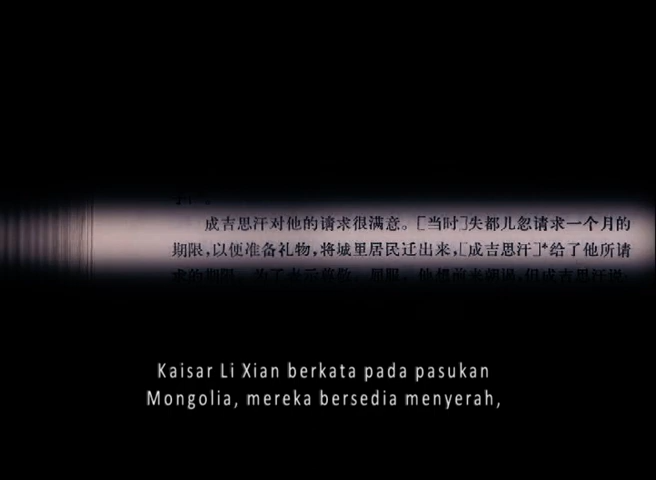 成吉思汗对他的请求很满意。[当时]失都儿忽请求一个月的
期限，以便准备礼物，将城里居民迁出来，[成吉思汗]*给了他所请
Kaisar Li Xian berkata pada pasukan
Mongolia, mereka bersedia menyerah,